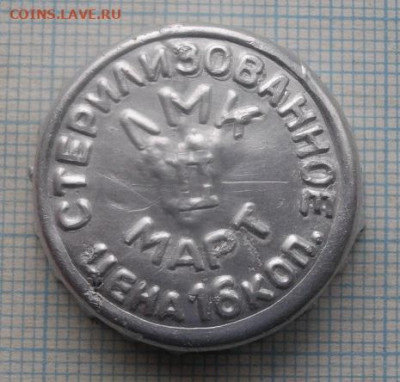 COINS.LAVE.RU
СТЕРИЛИЗОВАННОЕ
ЛМК
МАРТ
ЦЕНА 16 КОП.